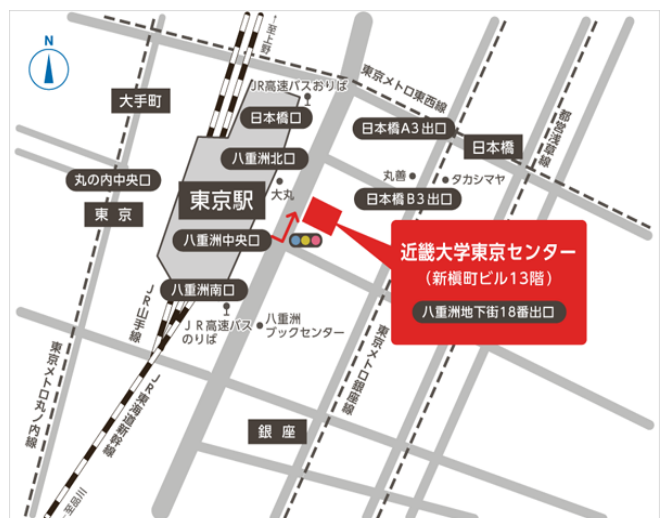 N
←至上野
JR高速バスおりば
東京メトロ東西線
大手町
日本橋口
日本橋A3出口
日本橋
都営浅草線
八重洲北口
丸の内中央口
東京駅
大丸
丸善
タカシマヤ
東京
日本橋B3出口
八重洲中央口
近畿大学東京センター
(新槇町ビル13階)
八重洲地下街18番出口
八重洲南口
JR山手線
JR高速バス
のりば
八重洲
ブックセンター
東京メトロ銀座線
東京メトロ丸ノ内線
JR東海道新幹線
銀座
←至品川